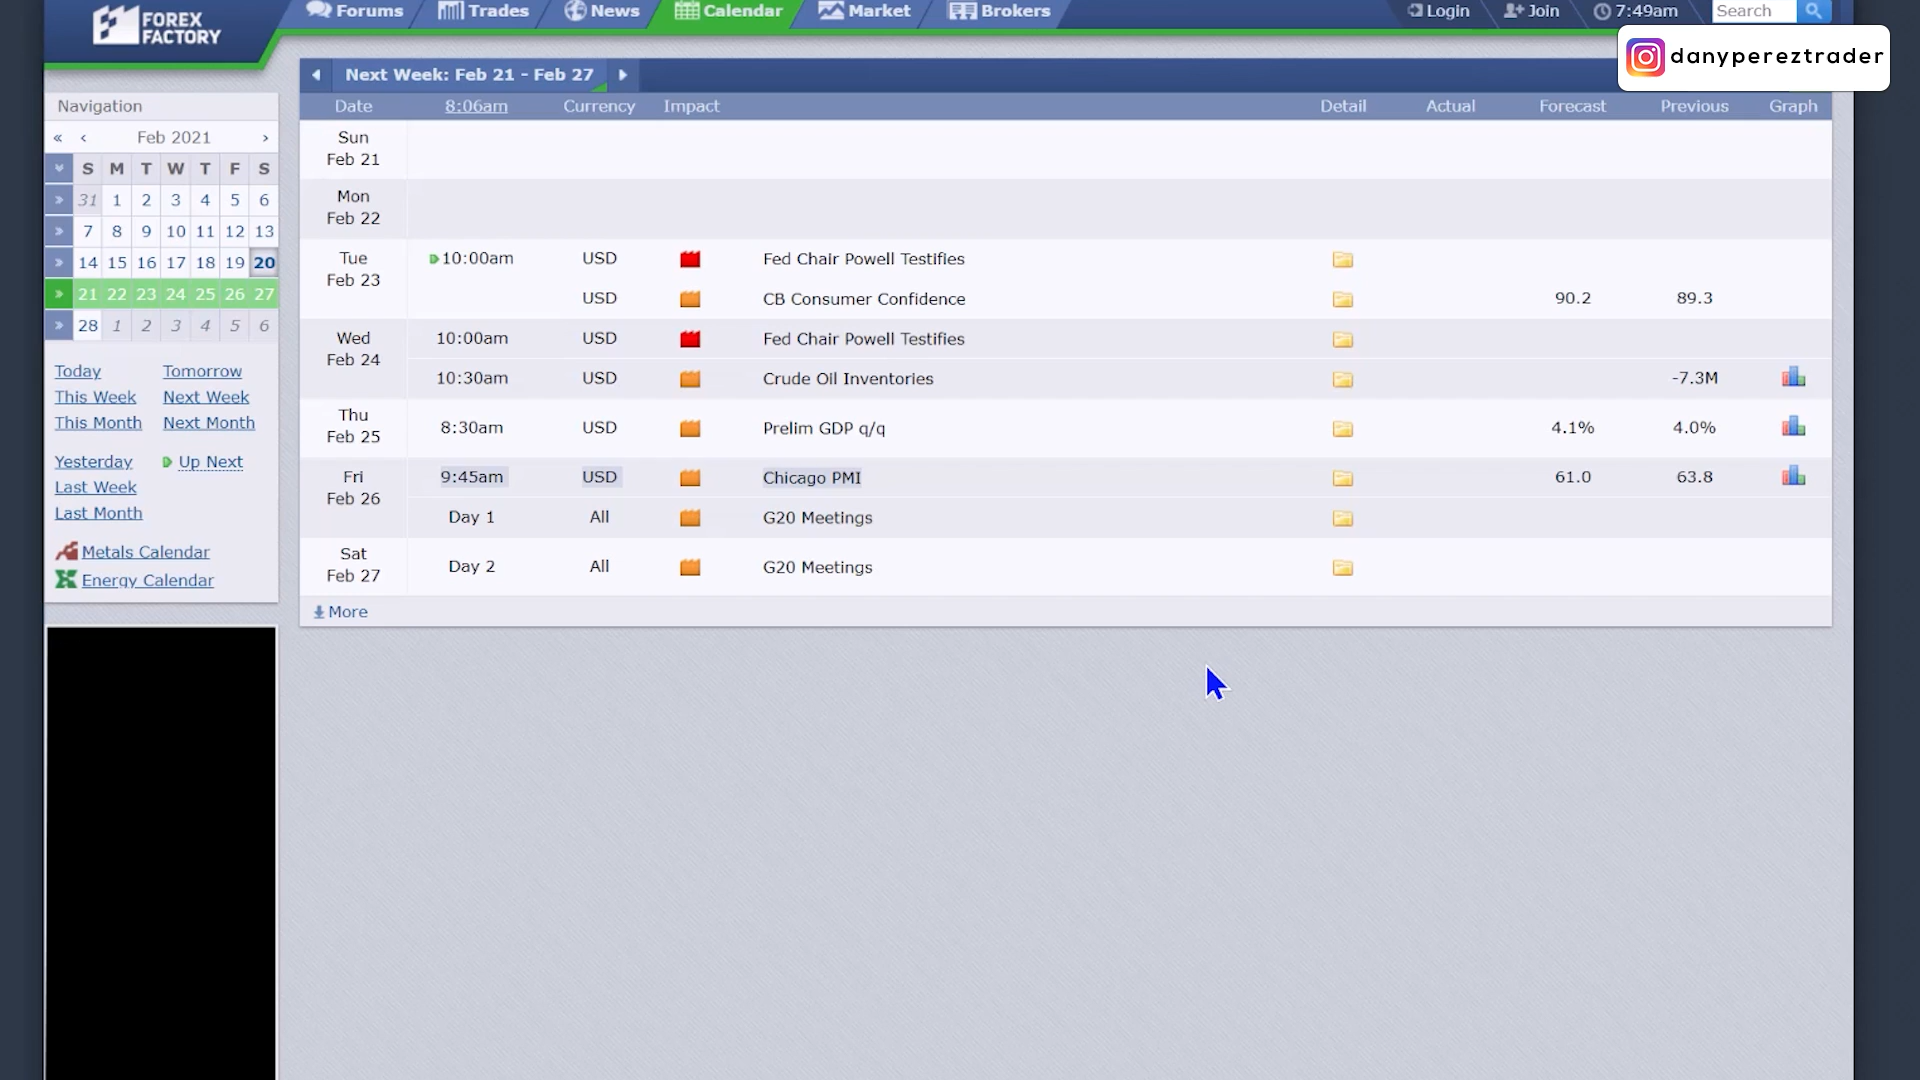 FOREX FACTORY
Forums Trades News Calendar Market Brokers Login Join 7:49am Search
danypereztrader
Navigation
« ‹ Feb 2021 ›
S M T W T F S
31 1 2 3 4 5 6
7 8 9 10 11 12 13
14 15 16 17 18 19 20
21 22 23 24 25 26 27
28 1 2 3 4 5 6
Today Tomorrow
This Week Next Week
This Month Next Month
Yesterday Up Next
Last Week
Last Month
Metals Calendar
Energy Calendar
Next Week: Feb 21 - Feb 27
Date 8:06am Currency Impact Detail Actual Forecast Previous Graph
Sun
Feb 21
Mon
Feb 22
Tue
Feb 23
10:00am USD Fed Chair Powell Testifies
USD CB Consumer Confidence 90.2 89.3
Wed
Feb 24
10:00am USD Fed Chair Powell Testifies
10:30am USD Crude Oil Inventories -7.3M
Thu
Feb 25
8:30am USD Prelim GDP q/q 4.1% 4.0%
Fri
Feb 26
9:45am USD Chicago PMI 61.0 63.8
Day 1 All G20 Meetings
Sat
Feb 27
Day 2 All G20 Meetings
More